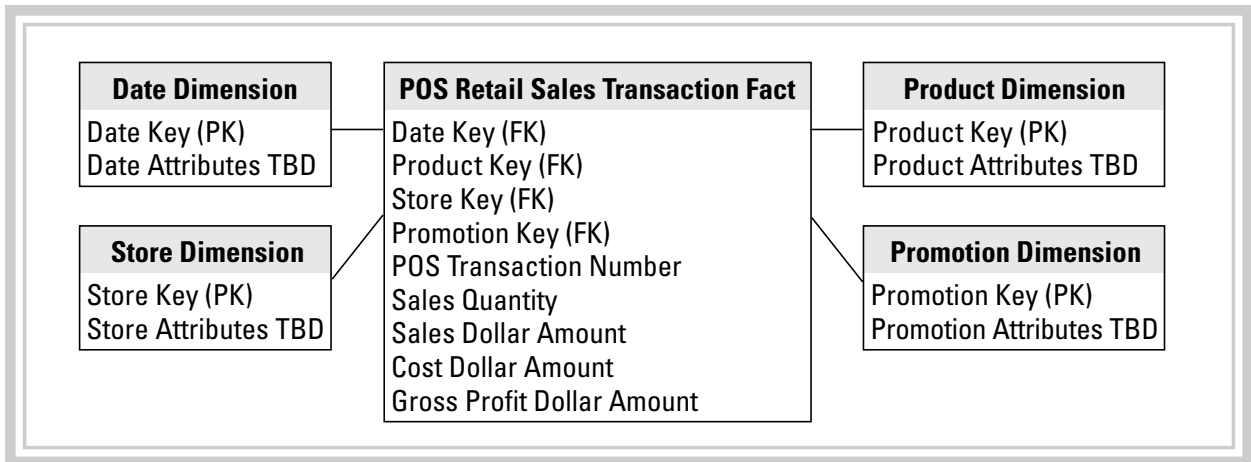 Date Dimension
Date Key (PK)
Date Attributes TBD
Store Dimension
Store Key (PK)
Store Attributes TBD
POS Retail Sales Transaction Fact
Date Key (FK)
Product Key (FK)
Store Key (FK)
Promotion Key (FK)
POS Transaction Number
Sales Quantity
Sales Dollar Amount
Cost Dollar Amount
Gross Profit Dollar Amount
Product Dimension
Product Key (PK)
Product Attributes TBD
Promotion Dimension
Promotion Key (PK)
Promotion Attributes TBD